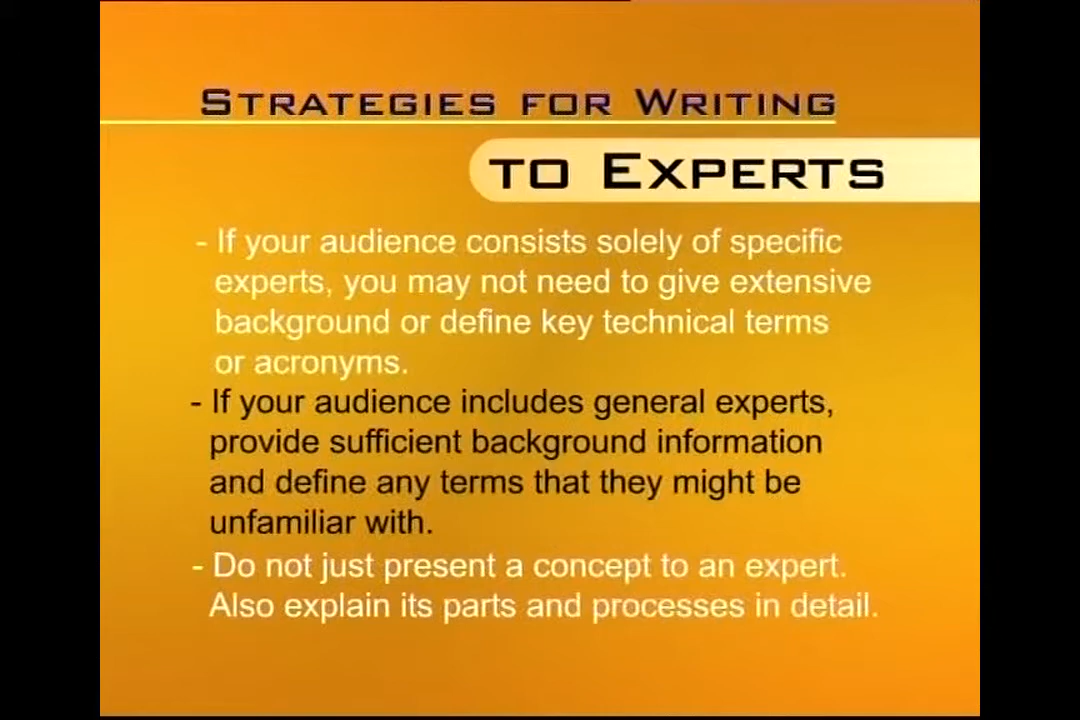 STRATEGIES FOR WRITING
TO EXPERTS
- If your audience consists solely of specific
experts, you may not need to give extensive
background or define key technical terms
or acronyms.
- If your audience includes general experts,
provide sufficient background information
and define any terms that they might be
unfamiliar with.
- Do not just present a concept to an expert.
Also explain its parts and processes in detail.